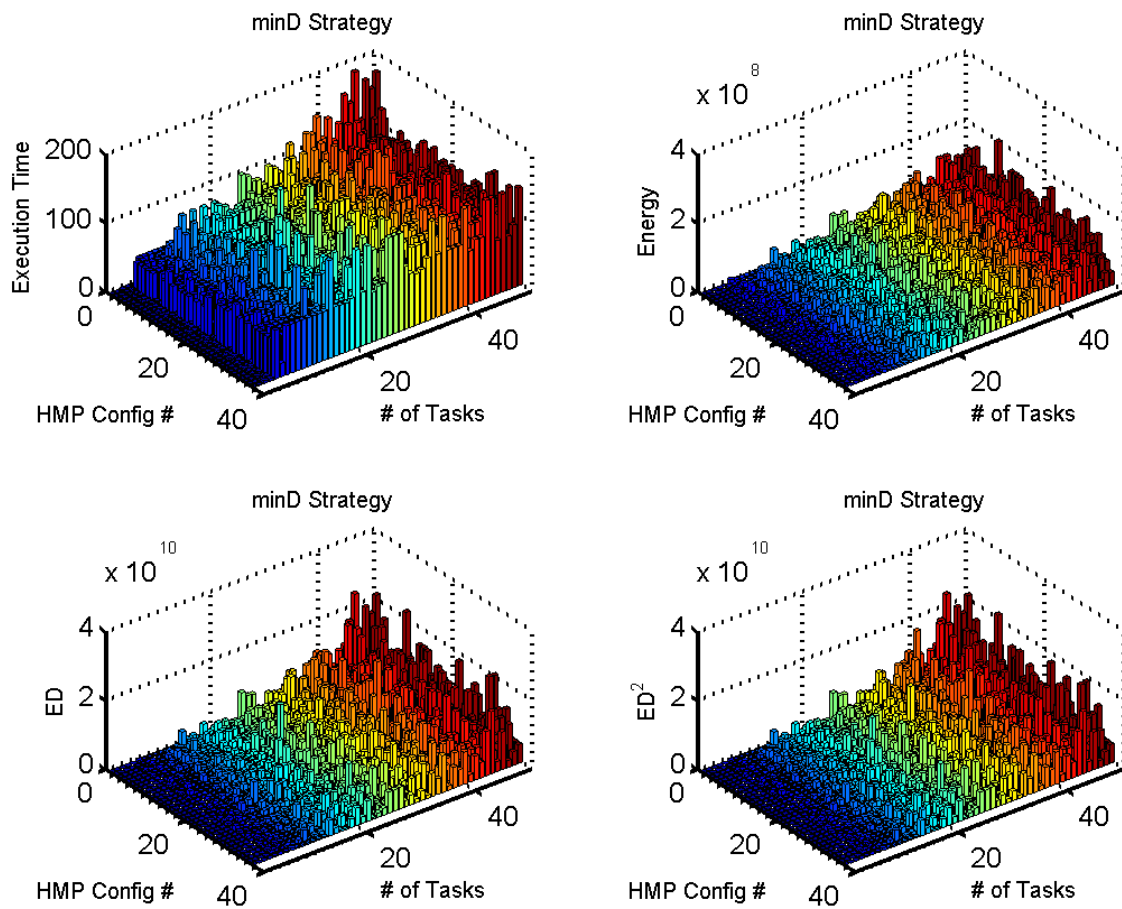 minD Strategy
200
100
0
Execution Time
0
20
40
HMP Config #
20
40
# of Tasks
minD Strategy
x 10^8
4
2
0
Energy
0
20
40
HMP Config #
20
40
# of Tasks
minD Strategy
x 10^10
4
2
0
ED
0
20
40
HMP Config #
20
40
# of Tasks
minD Strategy
x 10^10
4
2
0
ED^2
0
20
40
HMP Config #
20
40
# of Tasks